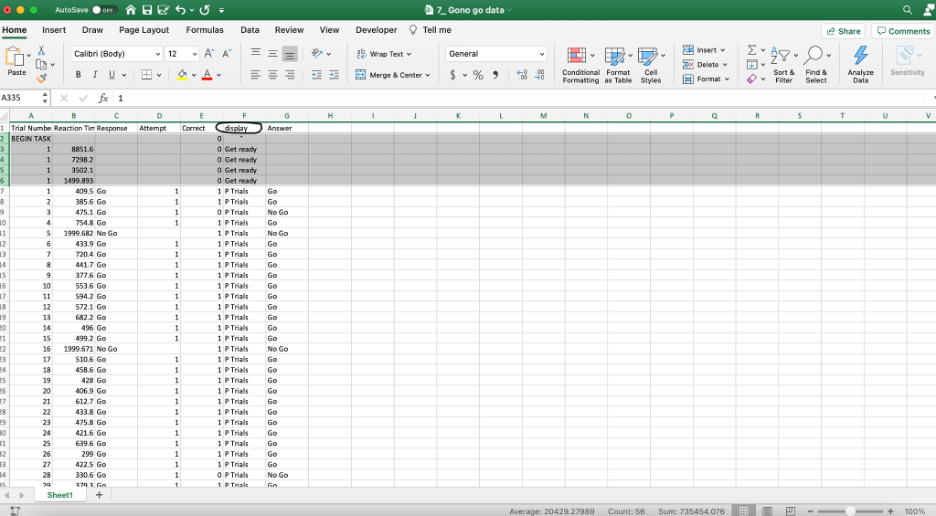 AutoSave OFF 7_ Gono go data
Home Insert Draw Page Layout Formulas Data Review View Developer Tell me Share Comments
Calibri (Body) 12 A A Wrap Text General Insert
Paste B I U A Merge & Center $ % Conditional Formatting Format as Table Cell Styles Delete Format Sort & Filter Find & Select Analyze Data Sensitivity
A335 fx 1
A B C D E F G H I J K L M N O P Q R S T U V
1 Trial Numbe Reaction Tim Response Attempt Correct display Answer
2 BEGIN TASK 0
3 1 8851.6 0 Get ready
4 1 7298.2 0 Get ready
5 1 3502.1 0 Get ready
6 1 1499.893 0 Get ready
7 1 409.5 Go 1 1 P Trials Go
8 2 385.6 Go 1 1 P Trials Go
9 3 475.1 Go 1 0 P Trials No Go
10 4 754.8 Go 1 1 P Trials Go
11 5 1999.682 No Go 1 P Trials No Go
12 6 433.9 Go 1 1 P Trials Go
13 7 720.4 Go 1 1 P Trials Go
14 8 441.7 Go 1 1 P Trials Go
15 9 377.6 Go 1 1 P Trials Go
16 10 553.6 Go 1 1 P Trials Go
17 11 594.2 Go 1 1 P Trials Go
18 12 572.1 Go 1 1 P Trials Go
19 13 682.2 Go 1 1 P Trials Go
20 14 496 Go 1 1 P Trials Go
21 15 499.2 Go 1 1 P Trials Go
22 16 1999.671 No Go 1 P Trials No Go
23 17 510.6 Go 1 1 P Trials Go
24 18 458.6 Go 1 1 P Trials Go
25 19 428 Go 1 1 P Trials Go
26 20 406.9 Go 1 1 P Trials Go
27 21 612.7 Go 1 1 P Trials Go
28 22 433.8 Go 1 1 P Trials Go
29 23 475.8 Go 1 1 P Trials Go
30 24 421.6 Go 1 1 P Trials Go
31 25 639.6 Go 1 1 P Trials Go
32 26 299 Go 1 1 P Trials Go
33 27 422.5 Go 1 1 P Trials Go
34 28 330.6 Go 1 0 P Trials No Go
35 29 379.3 Go 1 1 P Trials Go
Sheet1 +
Average: 20429.27989 Count: 56 Sum: 735454.076 100%